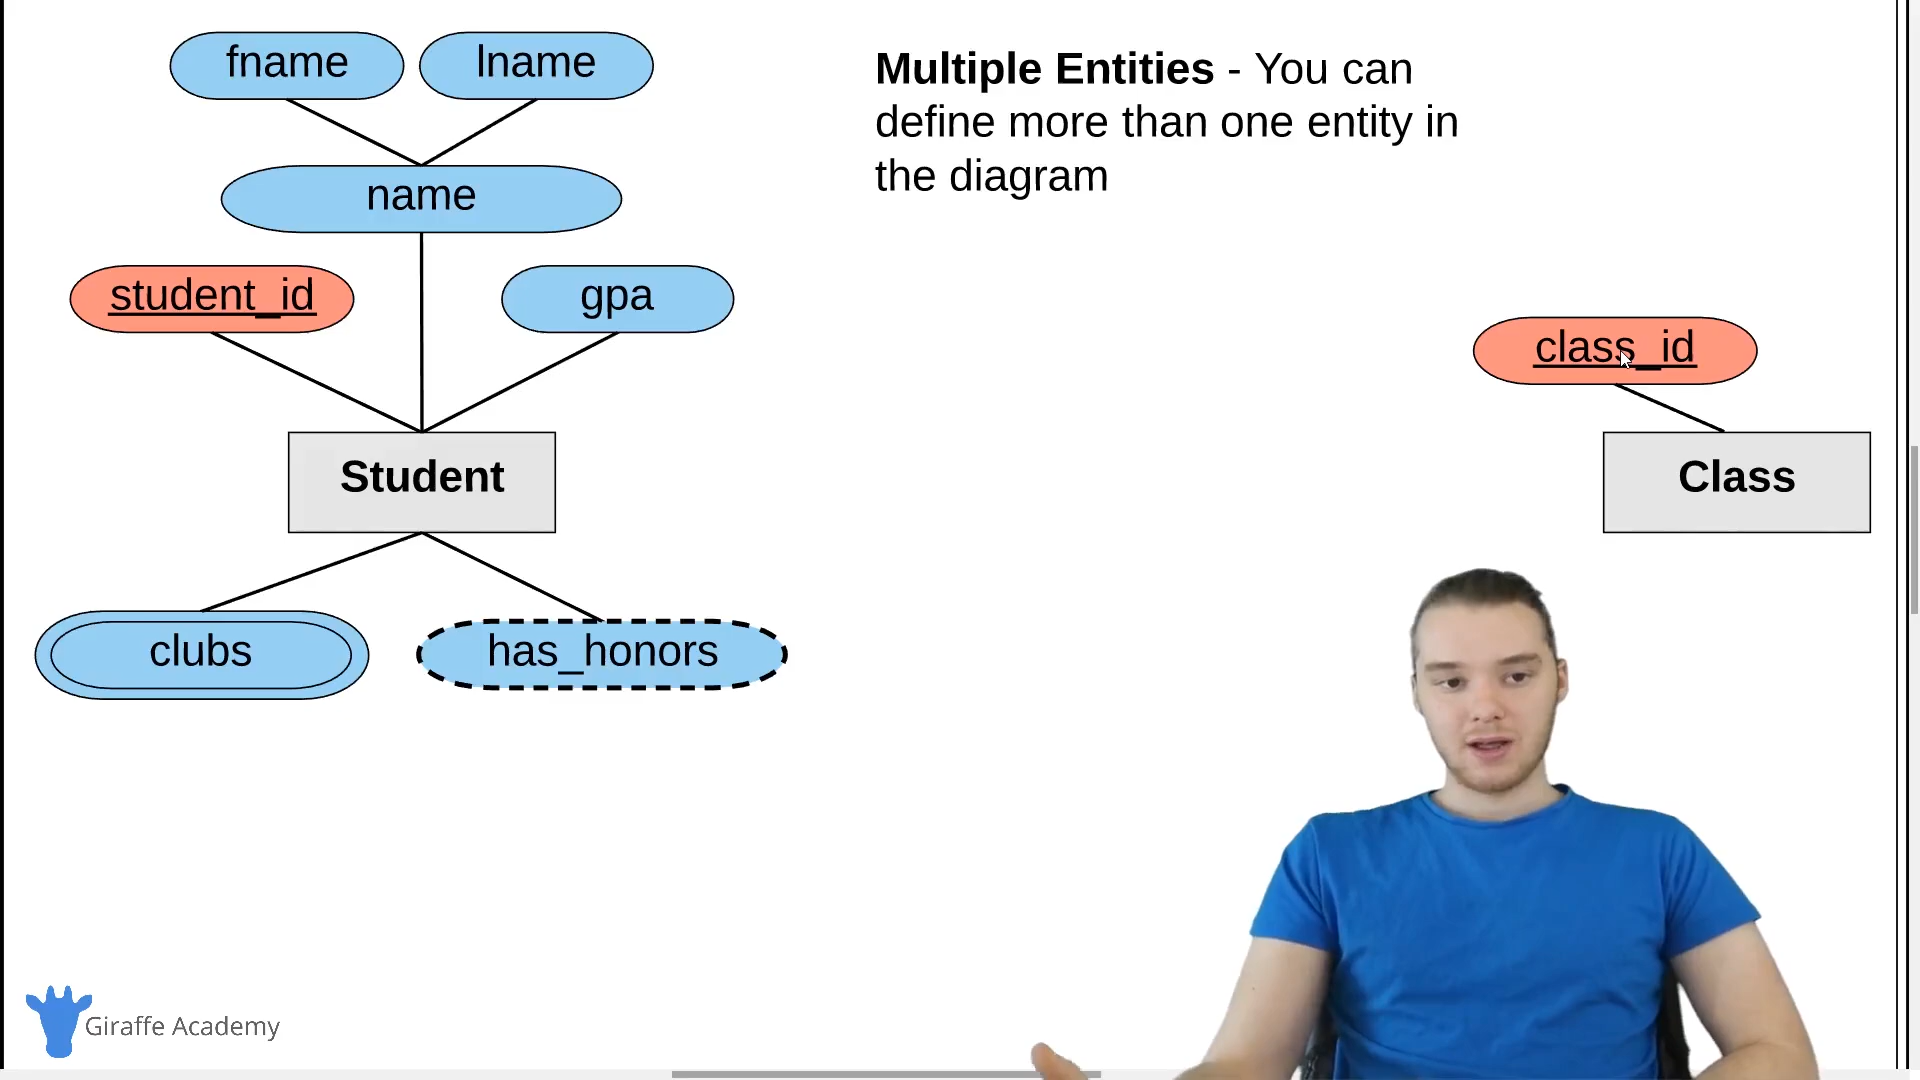 fname
lname
name
student_id
gpa
Student
clubs
has_honors
Multiple Entities - You can
define more than one entity in
the diagram
class_id
Class
Giraffe Academy